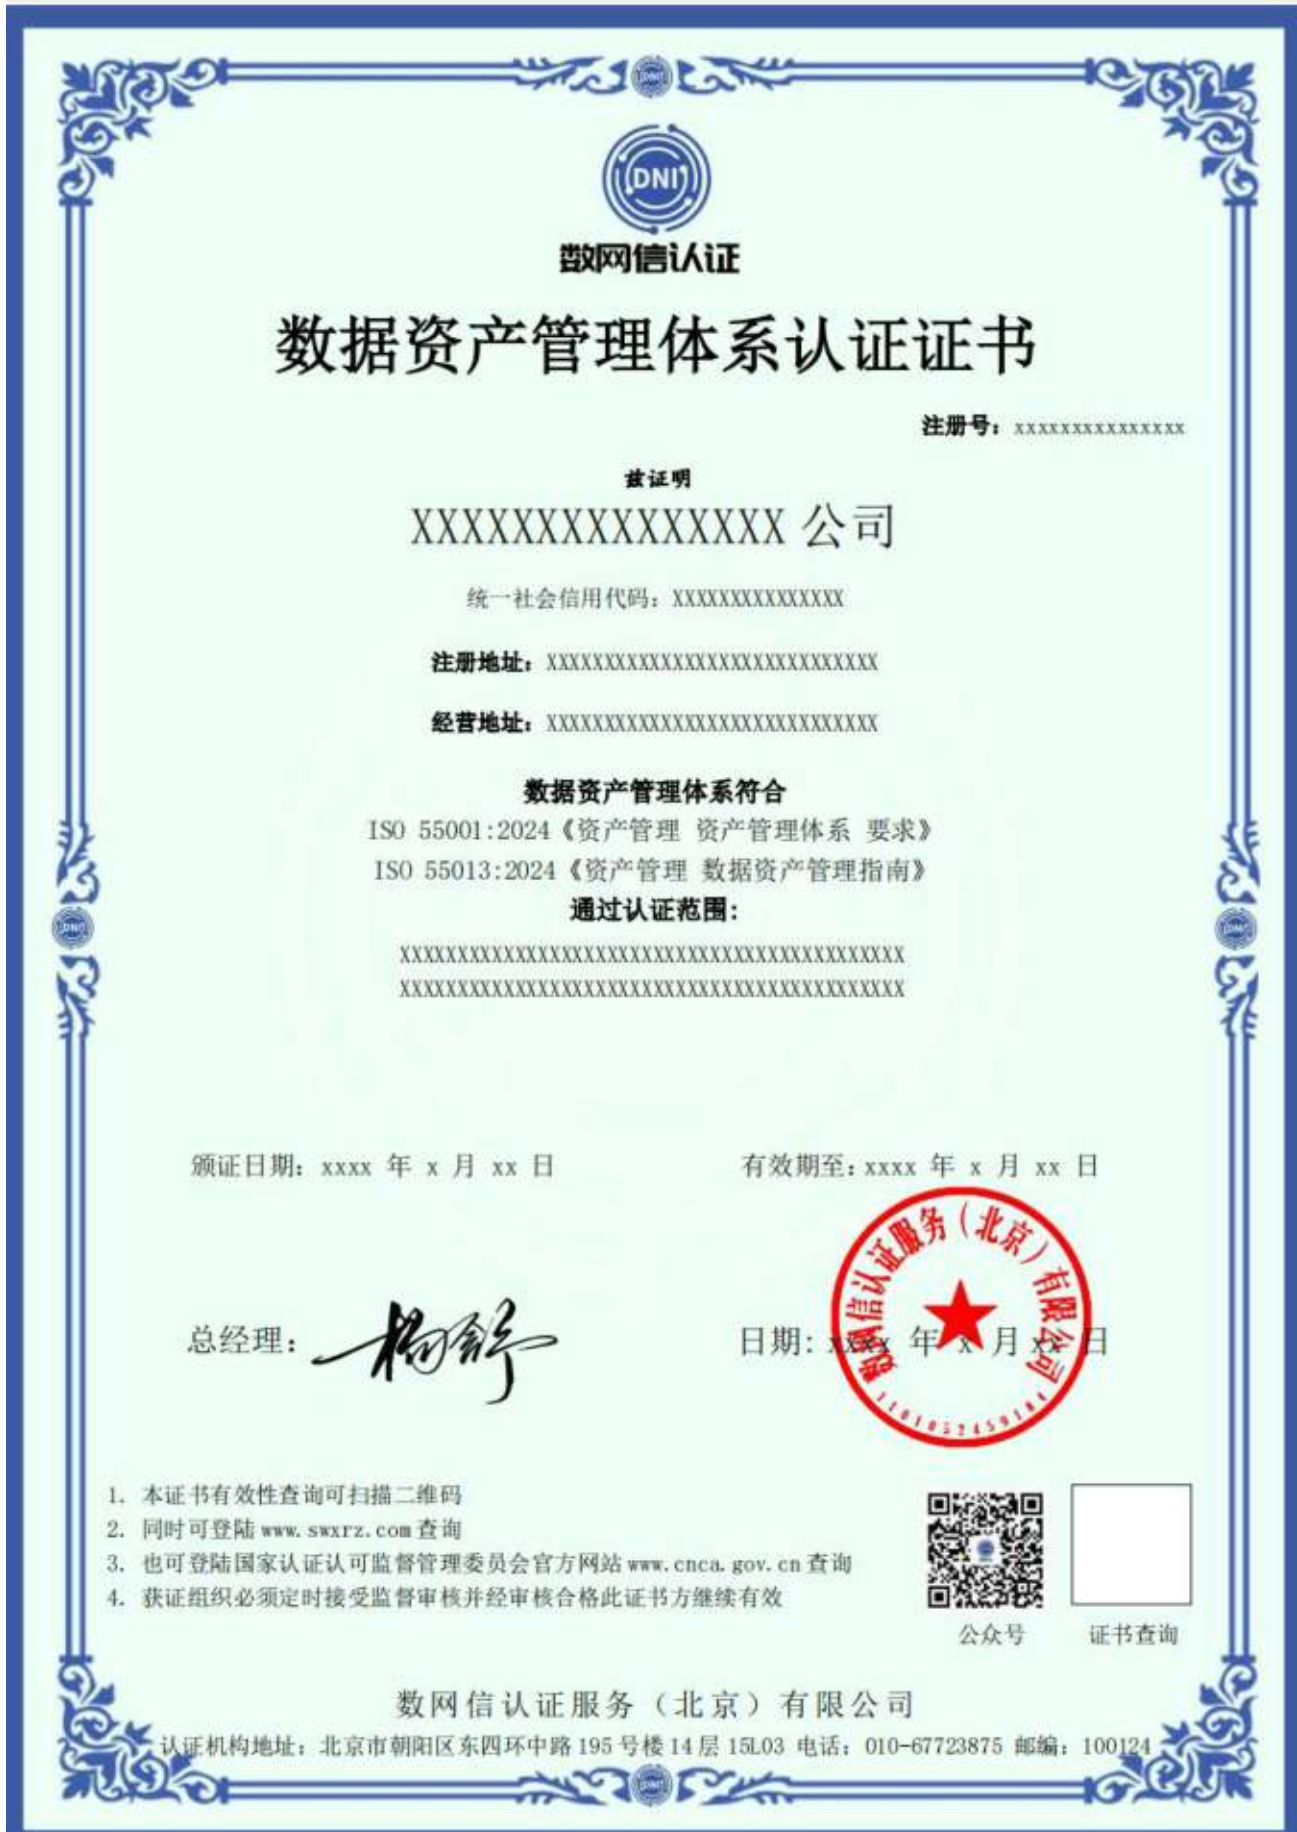 DNI
数网信认证
数据资产管理体系认证证书
注册号：xxxxxxxxxxxxxxx
兹证明
XXXXXXXXXXXXXXX 公司
统一社会信用代码：XXXXXXXXXXXXXXX
注册地址：XXXXXXXXXXXXXXXXXXXXXXXXXXXXX
经营地址：XXXXXXXXXXXXXXXXXXXXXXXXXXXXX
数据资产管理体系符合
ISO 55001:2024《资产管理 资产管理体系 要求》
ISO 55013:2024《资产管理 数据资产管理指南》
通过认证范围：
XXXXXXXXXXXXXXXXXXXXXXXXXXXXXXXXXXXXXXXXXXXX
XXXXXXXXXXXXXXXXXXXXXXXXXXXXXXXXXXXXXXXXXXXX
颁证日期：xxxx 年 x 月 xx 日 有效期至：xxxx 年 x 月 xx 日
总经理：杨舒 日期：xxxx 年 x 月 xx 日
数网信认证服务（北京）有限公司
1101052459184
1. 本证书有效性查询可扫描二维码
2. 同时可登陆 www.swxrz.com 查询
3. 也可登陆国家认证认可监督管理委员会官方网站 www.cnca.gov.cn 查询
4. 获证组织必须定时接受监督审核并经审核合格此证书方继续有效
公众号 证书查询
数网信认证服务（北京）有限公司
认证机构地址：北京市朝阳区东四环中路 195 号楼 14 层 15L03 电话：010-67723875 邮编：100124